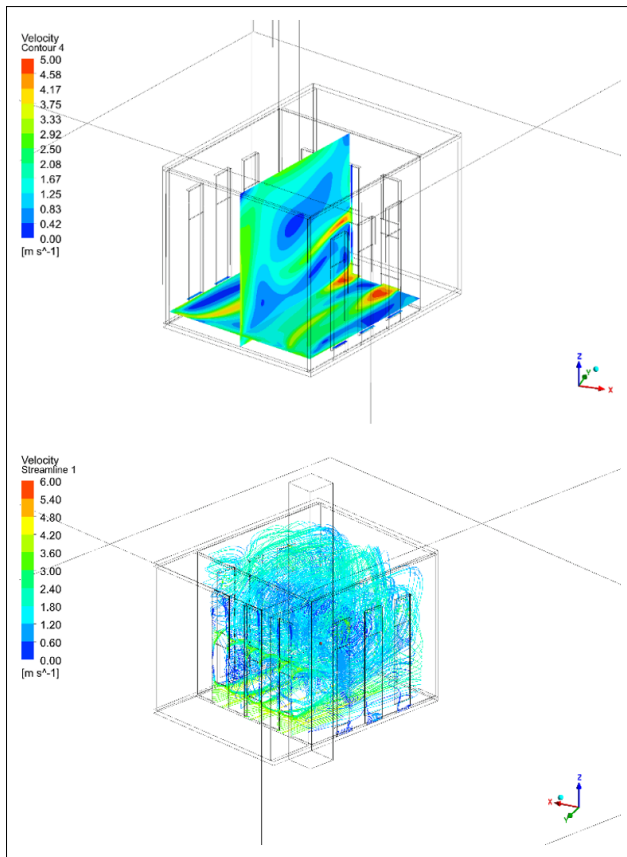 Velocity
Contour 4
5.00
4.58
4.17
3.75
3.33
2.92
2.50
2.08
1.67
1.25
0.83
0.42
0.00
[m s^-1]
Z
Y
X
Velocity
Streamline 1
6.00
5.40
4.80
4.20
3.60
3.00
2.40
1.80
1.20
0.60
0.00
[m s^-1]
Z
X
Y